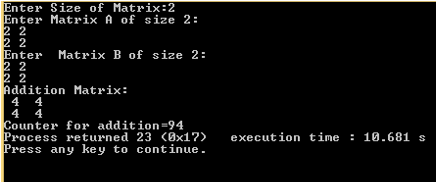 Enter Size of Matrix:2
Enter Matrix A of size 2:
2 2
2 2
Enter  Matrix B of size 2:
2 2
2 2
Addition Matrix:
 4  4
 4  4
Counter for addition=94
Process returned 23 (0x17)   execution time : 10.681 s
Press any key to continue.